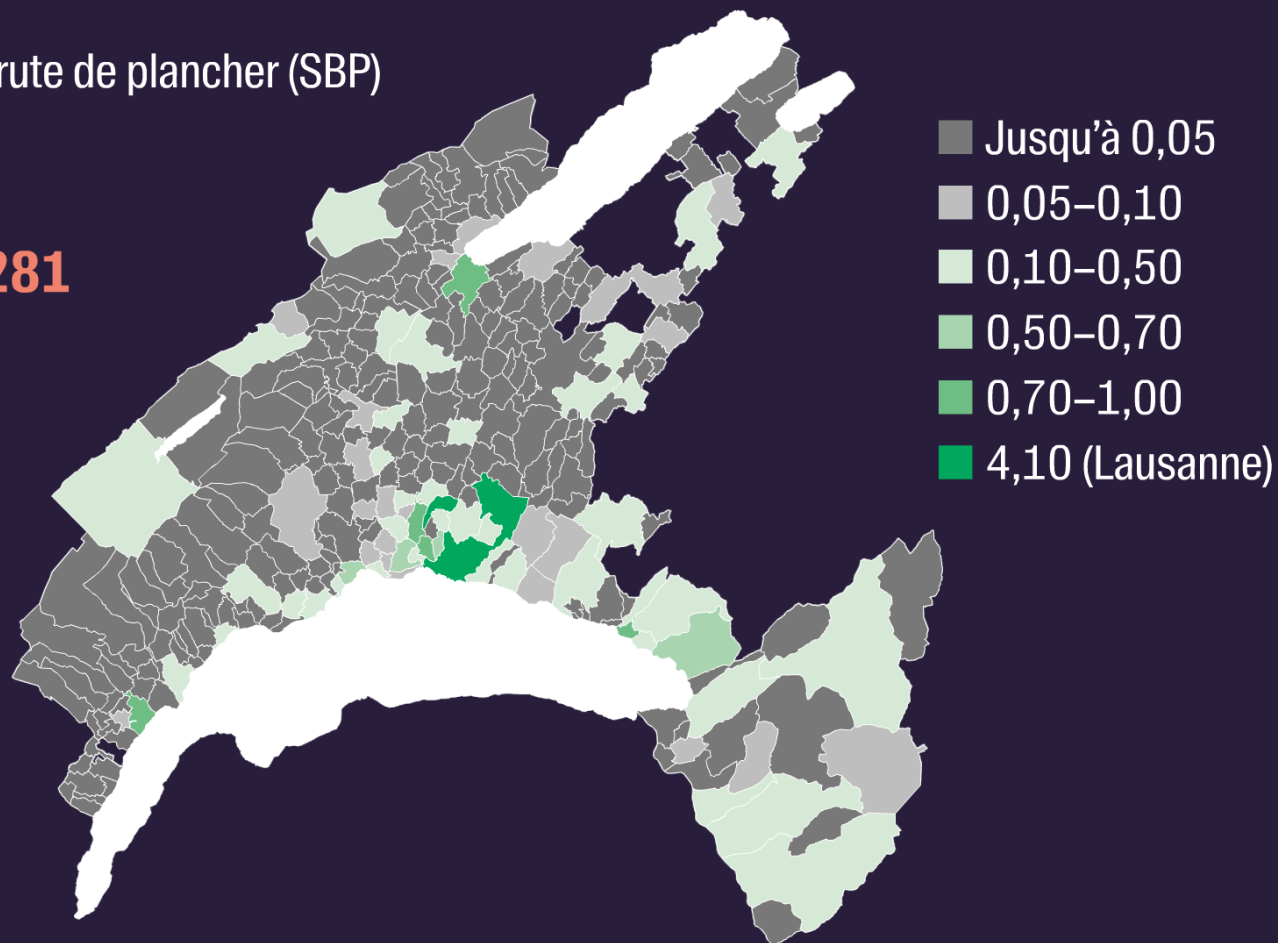 rute de plancher (SBP)
281
Jusqu’à 0,05
0,05–0,10
0,10–0,50
0,50–0,70
0,70–1,00
4,10 (Lausanne)